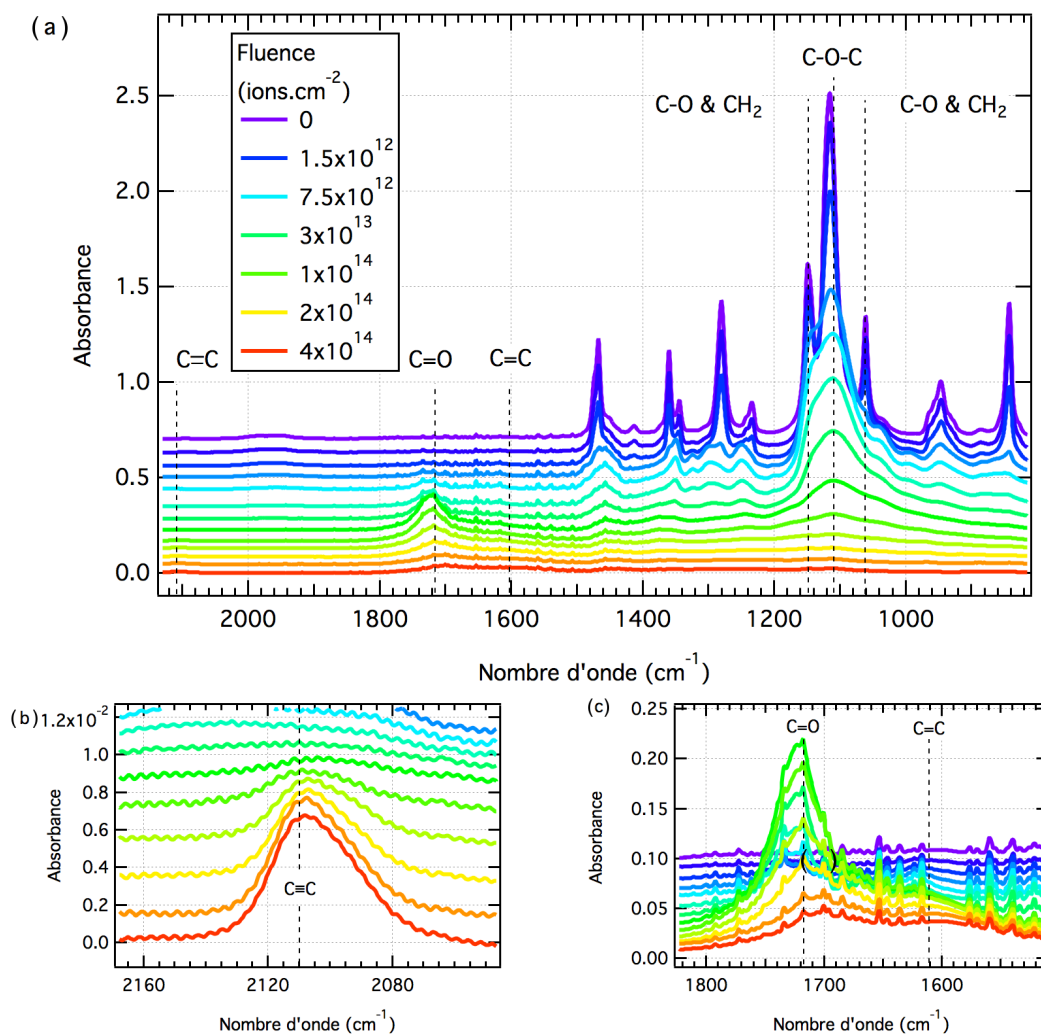 (a)
Fluence
(ions.cm⁻²)
0
1.5x10¹²
7.5x10¹²
3x10¹³
1x10¹⁴
2x10¹⁴
4x10¹⁴
C-O-C
C-O & CH₂
C-O & CH₂
C=C
C=O
C=C
2.5
2.0
1.5
1.0
0.5
0.0
Absorbance
2000
1800
1600
1400
1200
1000
Nombre d'onde (cm⁻¹)
(b)
1.2x10⁻²
1.0
0.8
0.6
0.4
0.2
0.0
Absorbance
C≡C
2160
2120
2080
Nombre d'onde (cm⁻¹)
(c)
0.25
0.20
0.15
0.10
0.05
0.00
Absorbance
C=O
C=C
1800
1700
1600
Nombre d'onde (cm⁻¹)